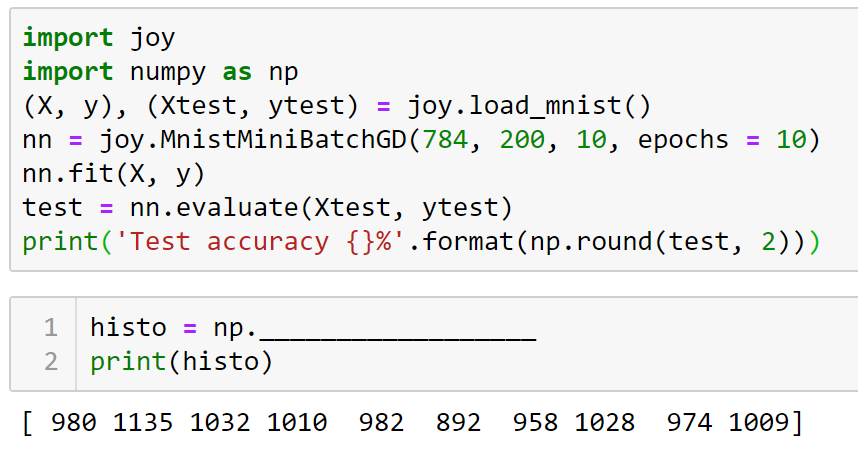 import joy
import numpy as np
(X, y), (Xtest, ytest) = joy.load_mnist()
nn = joy.MnistMiniBatchGD(784, 200, 10, epochs = 10)
nn.fit(X, y)
test = nn.evaluate(Xtest, ytest)
print('Test accuracy {}%'.format(np.round(test, 2)))
1 histo = np.__________________
2 print(histo)
[ 980 1135 1032 1010  982  892  958 1028  974 1009]